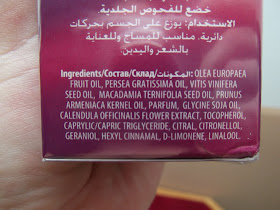 خضع للفحوص الجلدية.
الاستخدام: يوزع على الجسم بحركات
دائرية. مناسب للمساج وللعناية
بالشعر واليدين.
Ingredients/Состав/Склад/المكونات: OLEA EUROPAEA
FRUIT OIL, PERSEA GRATISSIMA OIL, VITIS VINIFERA
SEED OIL, MACADAMIA TERNIFOLIA SEED OIL, PRUNUS
ARMENIACA KERNEL OIL, PARFUM, GLYCINE SOJA OIL,
CALENDULA OFFICINALIS FLOWER EXTRACT, TOCOPHEROL,
CAPRYLIC/CAPRIC TRIGLYCERIDE, CITRAL, CITRONELLOL,
GERANIOL, HEXYL CINNAMAL, D-LIMONENE, LINALOOL.